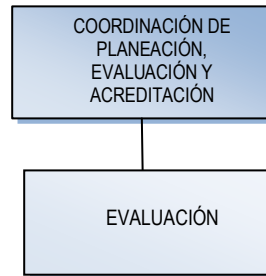 COORDINACIÓN DE
PLANEACIÓN,
EVALUACIÓN Y
ACREDITACIÓN
EVALUACIÓN